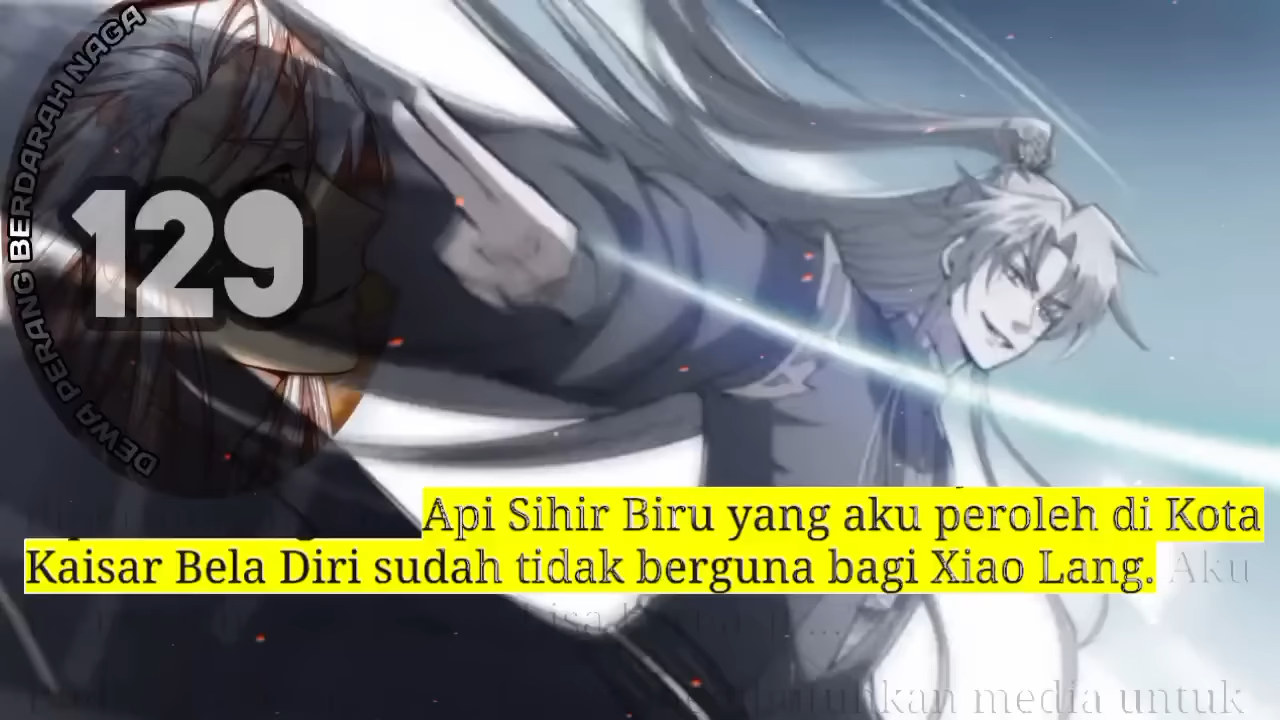 DEWA PERANG BERDARAH NAGA
129
Api Sihir Biru yang aku peroleh di Kota
Kaisar Bela Diri sudah tidak berguna bagi Xiao Lang. Aku
media untuk